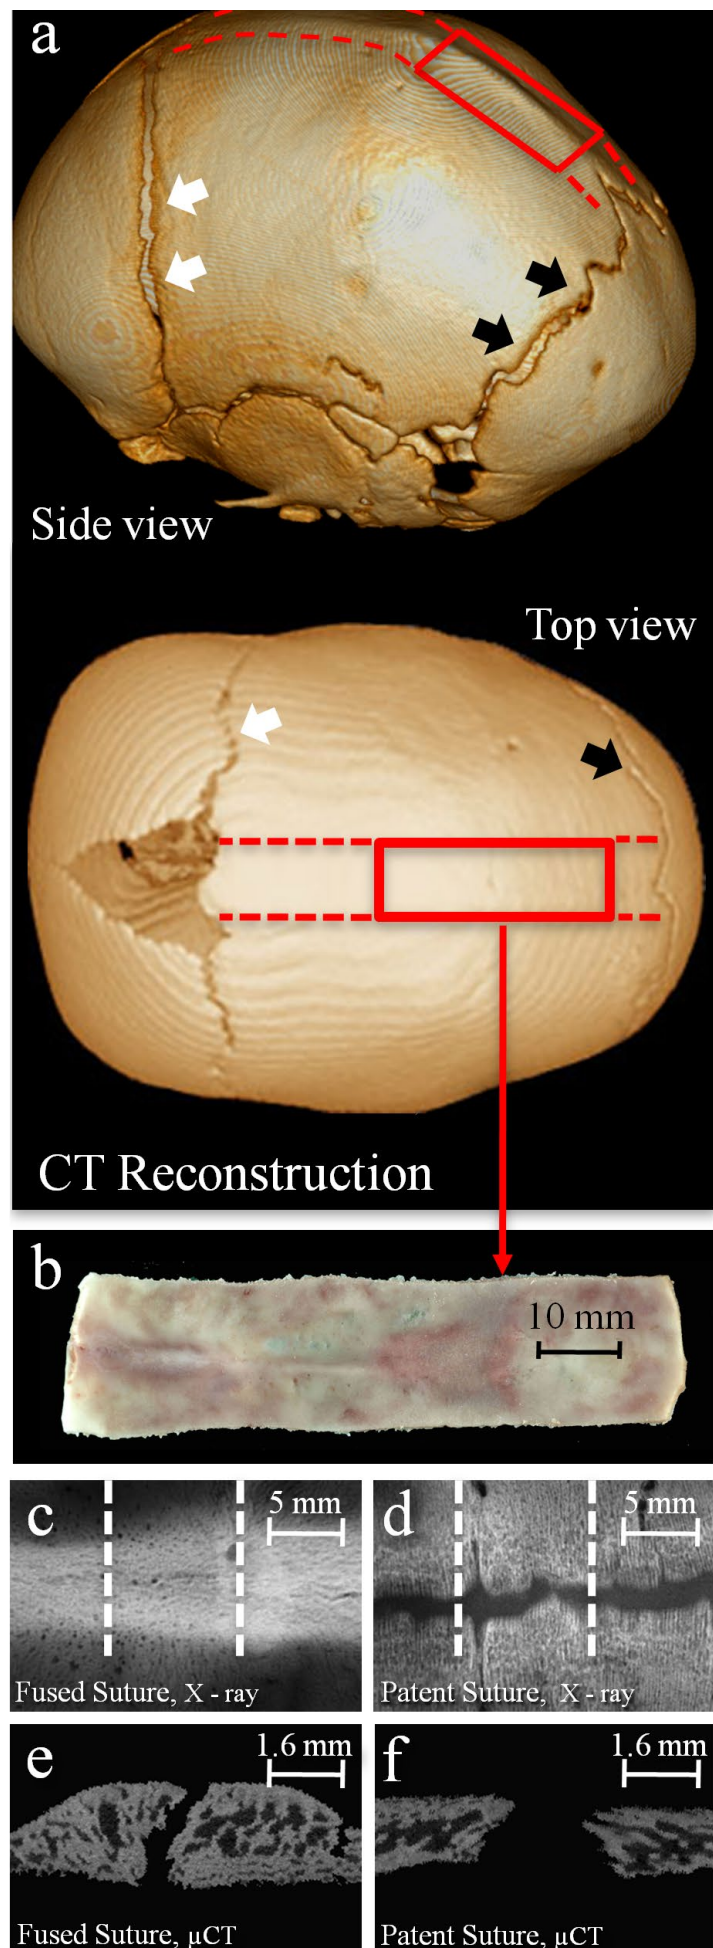 a
Side view
Top view
CT Reconstruction
b
10 mm
c
5 mm
Fused Suture, X - ray
d
5 mm
Patent Suture, X - ray
e
1.6 mm
Fused Suture, µCT
f
1.6 mm
Patent Suture, µCT